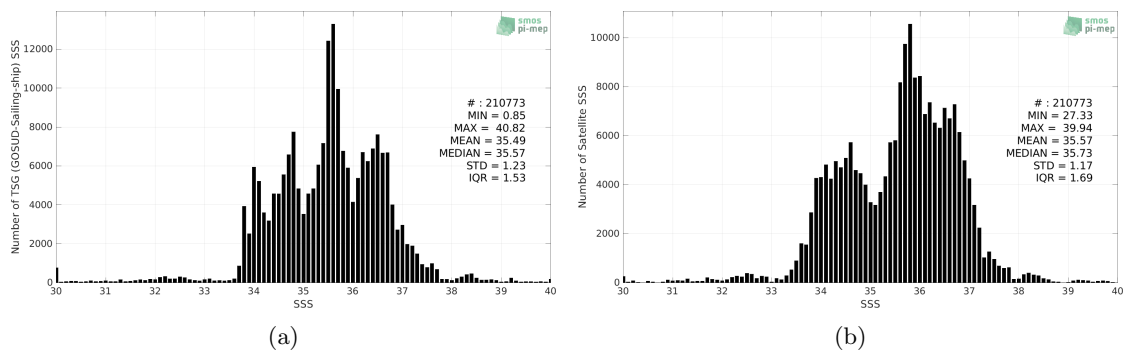 smos
pi-mep
Number of TSG (GOSUD-Sailing-ship) SSS
12000
10000
8000
6000
4000
2000
0
# : 210773
MIN = 0.85
MAX = 40.82
MEAN = 35.49
MEDIAN = 35.57
STD = 1.23
IQR = 1.53
30 31 32 33 34 35 36 37 38 39 40
SSS
(a)
smos
pi-mep
Number of Satellite SSS
10000
8000
6000
4000
2000
0
# : 210773
MIN = 27.33
MAX = 39.94
MEAN = 35.57
MEDIAN = 35.73
STD = 1.17
IQR = 1.69
30 31 32 33 34 35 36 37 38 39 40
SSS
(b)